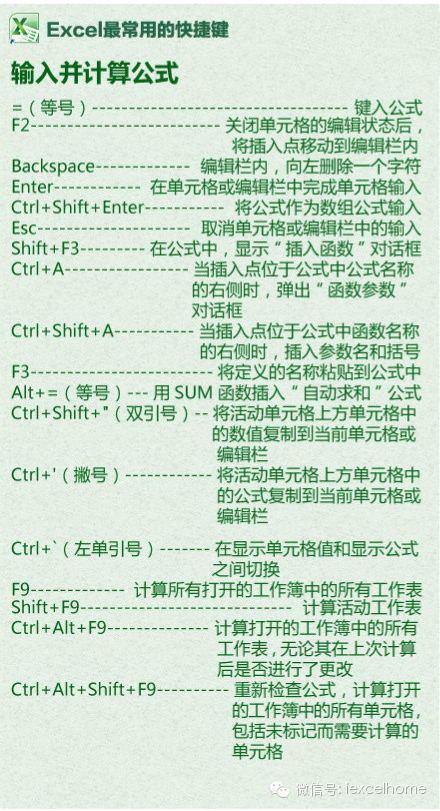 Excel最常用的快捷键
输入并计算公式
=（等号）----------------------------------- 键入公式
F2-------------------------- 关闭单元格的编辑状态后，
将插入点移动到编辑栏内
Backspace------------- 编辑栏内，向左删除一个字符
Enter------------ 在单元格或编辑栏中完成单元格输入
Ctrl+Shift+Enter----------- 将公式作为数组公式输入
Esc--------------------- 取消单元格或编辑栏中的输入
Shift+F3--------- 在公式中，显示“插入函数”对话框
Ctrl+A----------------- 当插入点位于公式中公式名称
的右侧时，弹出“函数参数”
对话框
Ctrl+Shift+A----------- 当插入点位于公式中函数名称
的右侧时，插入参数名和括号
F3------------------------- 将定义的名称粘贴到公式中
Alt+=（等号）--- 用 SUM 函数插入“自动求和”公式
Ctrl+Shift+"（双引号）-- 将活动单元格上方单元格中
的数值复制到当前单元格或
编辑栏
Ctrl+'（撇号）------------ 将活动单元格上方单元格中
的公式复制到当前单元格或
编辑栏
Ctrl+`（左单引号）------- 在显示单元格值和显示公式
之间切换
F9------------- 计算所有打开的工作簿中的所有工作表
Shift+F9----------------------------- 计算活动工作表
Ctrl+Alt+F9-------------- 计算打开的工作簿中的所有
工作表，无论其在上次计算
后是否进行了更改
Ctrl+Alt+Shift+F9---------- 重新检查公式，计算打开
的工作簿中的所有单元格，
包括未标记而需要计算的
单元格
微信号: iexcelhome